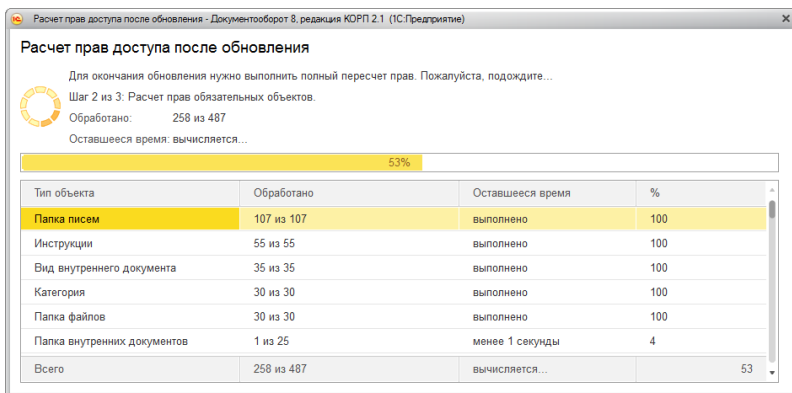 Расчет прав доступа после обновления - Документооборот 8, редакция КОРП 2.1 (1С:Предприятие)
Расчет прав доступа после обновления
Для окончания обновления нужно выполнить полный пересчет прав. Пожалуйста, подождите...
Шаг 2 из 3: Расчет прав обязательных объектов.
Обработано: 258 из 487
Оставшееся время: вычисляется...
53%
Тип объекта Обработано Оставшееся время %
Папка писем 107 из 107 выполнено 100
Инструкции 55 из 55 выполнено 100
Вид внутреннего документа 35 из 35 выполнено 100
Категория 30 из 30 выполнено 100
Папка файлов 30 из 30 выполнено 100
Папка внутренних документов 1 из 25 менее 1 секунды 4
Всего 258 из 487 вычисляется... 53